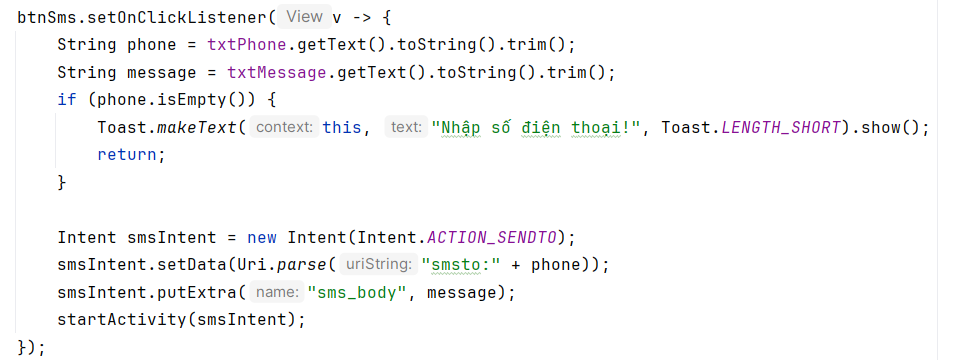 btnSms.setOnClickListener( View v -> {
    String phone = txtPhone.getText().toString().trim();
    String message = txtMessage.getText().toString().trim();
    if (phone.isEmpty()) {
        Toast.makeText( context: this, text: "Nhập số điện thoại!", Toast.LENGTH_SHORT).show();
        return;
    }
    Intent smsIntent = new Intent(Intent.ACTION_SENDTO);
    smsIntent.setData(Uri.parse( uriString: "smsto:" + phone));
    smsIntent.putExtra( name: "sms_body", message);
    startActivity(smsIntent);
});